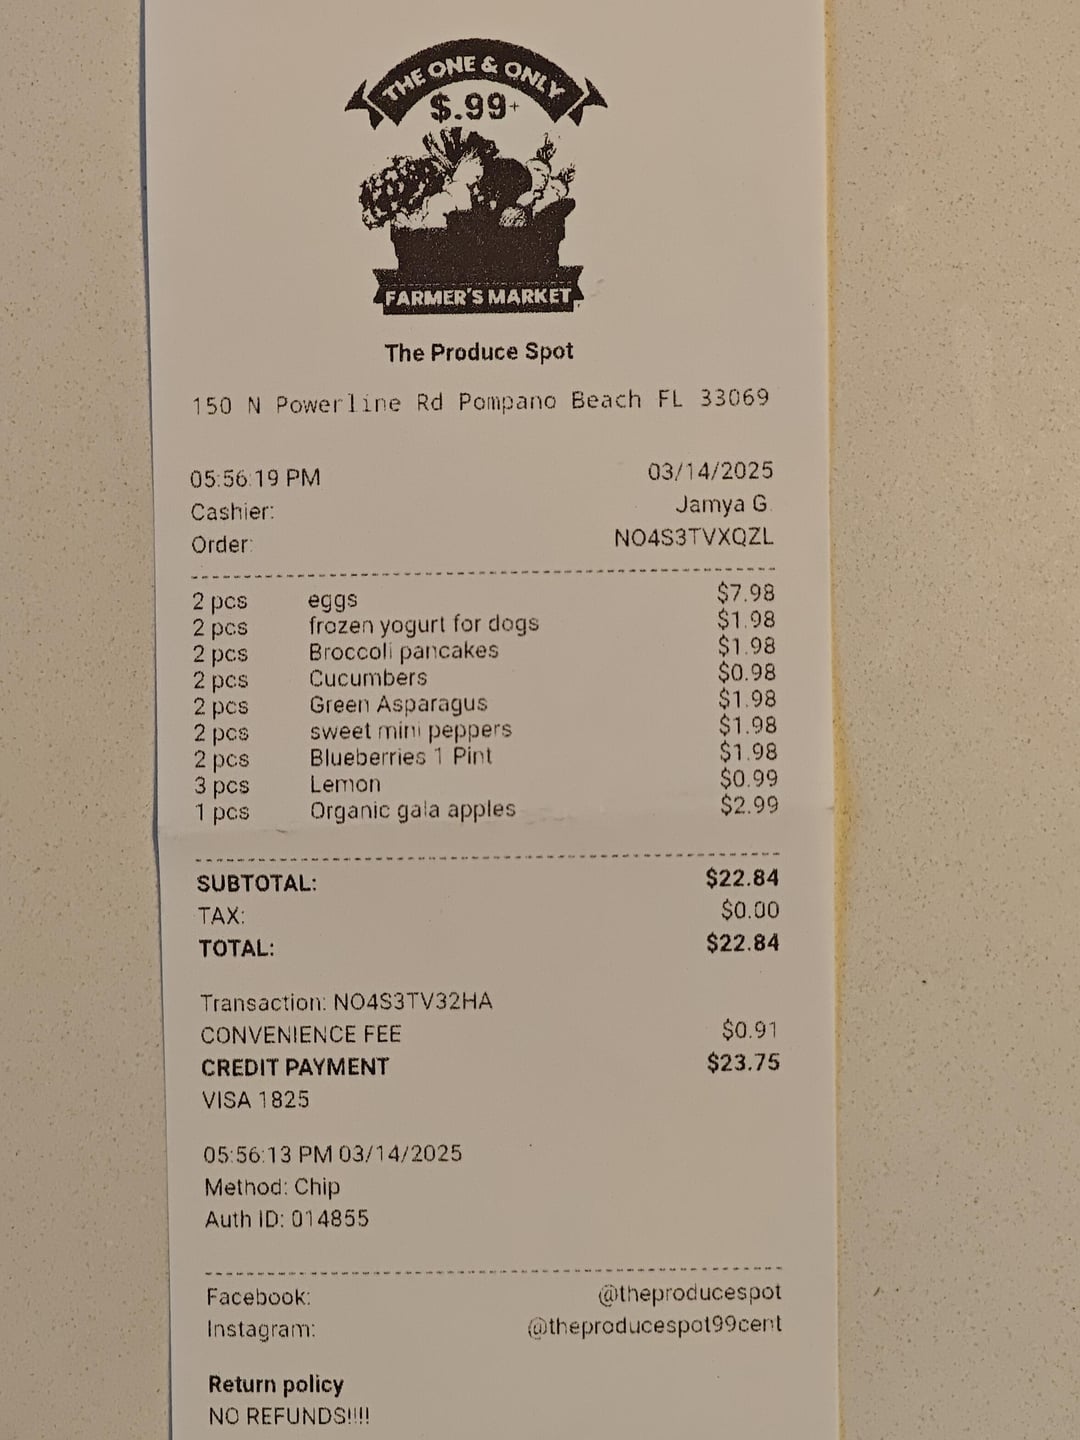 THE ONE & ONLY
$.99+
FARMER'S MARKET
The Produce Spot
150 N Powerline Rd Pompano Beach FL 33069
05:56:19 PM 03/14/2025
Cashier: Jamya G.
Order: NO4S3TVXQZL
2 pcs eggs $7.98
2 pcs frozen yogurt for dogs $1.98
2 pcs Broccoli pancakes $1.98
2 pcs Cucumbers $0.98
2 pcs Green Asparagus $1.98
2 pcs sweet mini peppers $1.98
2 pcs Blueberries 1 Pint $1.98
3 pcs Lemon $0.99
1 pcs Organic gala apples $2.99
SUBTOTAL: $22.84
TAX: $0.00
TOTAL: $22.84
Transaction: NO4S3TV32HA
CONVENIENCE FEE $0.91
CREDIT PAYMENT $23.75
VISA 1825
05:56:13 PM 03/14/2025
Method: Chip
Auth ID: 014855
Facebook: @theproducespot
Instagram: @theproducespot99cent
Return policy
NO REFUNDS!!!!